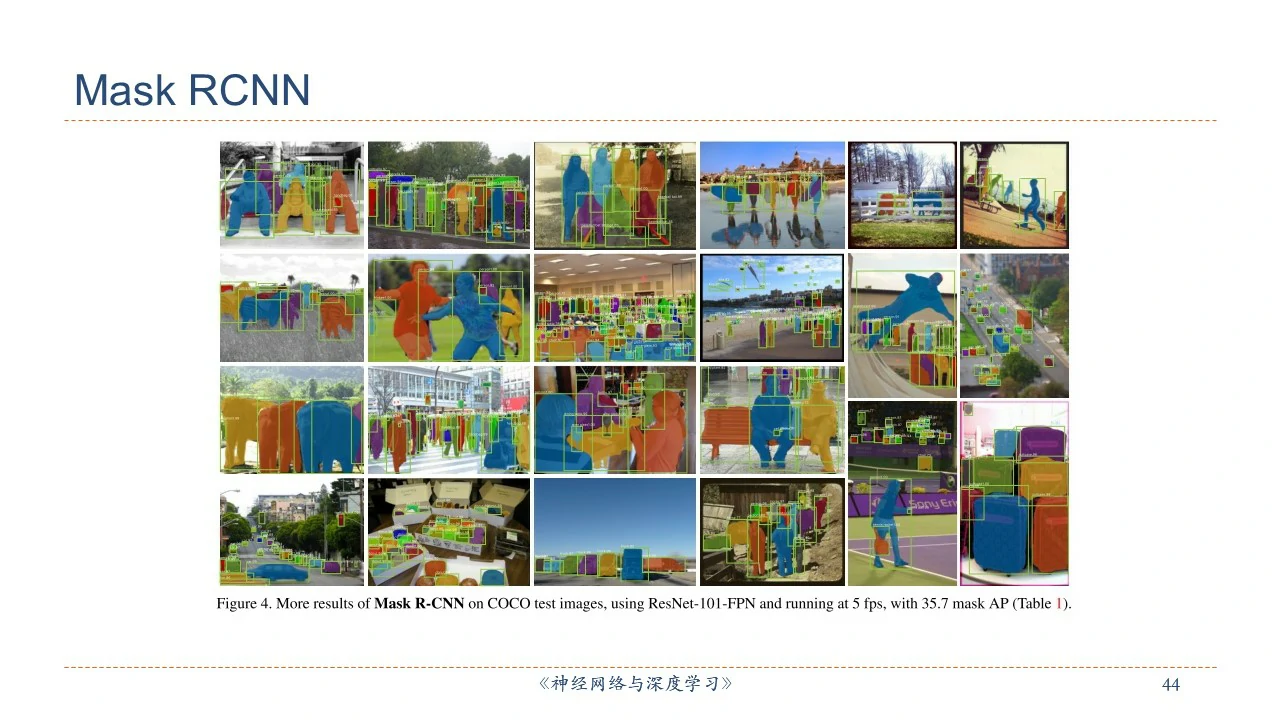 Mask RCNN
Sony Eri
Figure 4. More results of Mask R-CNN on COCO test images, using ResNet-101-FPN and running at 5 fps, with 35.7 mask AP (Table 1).
《神经网络与深度学习》
44